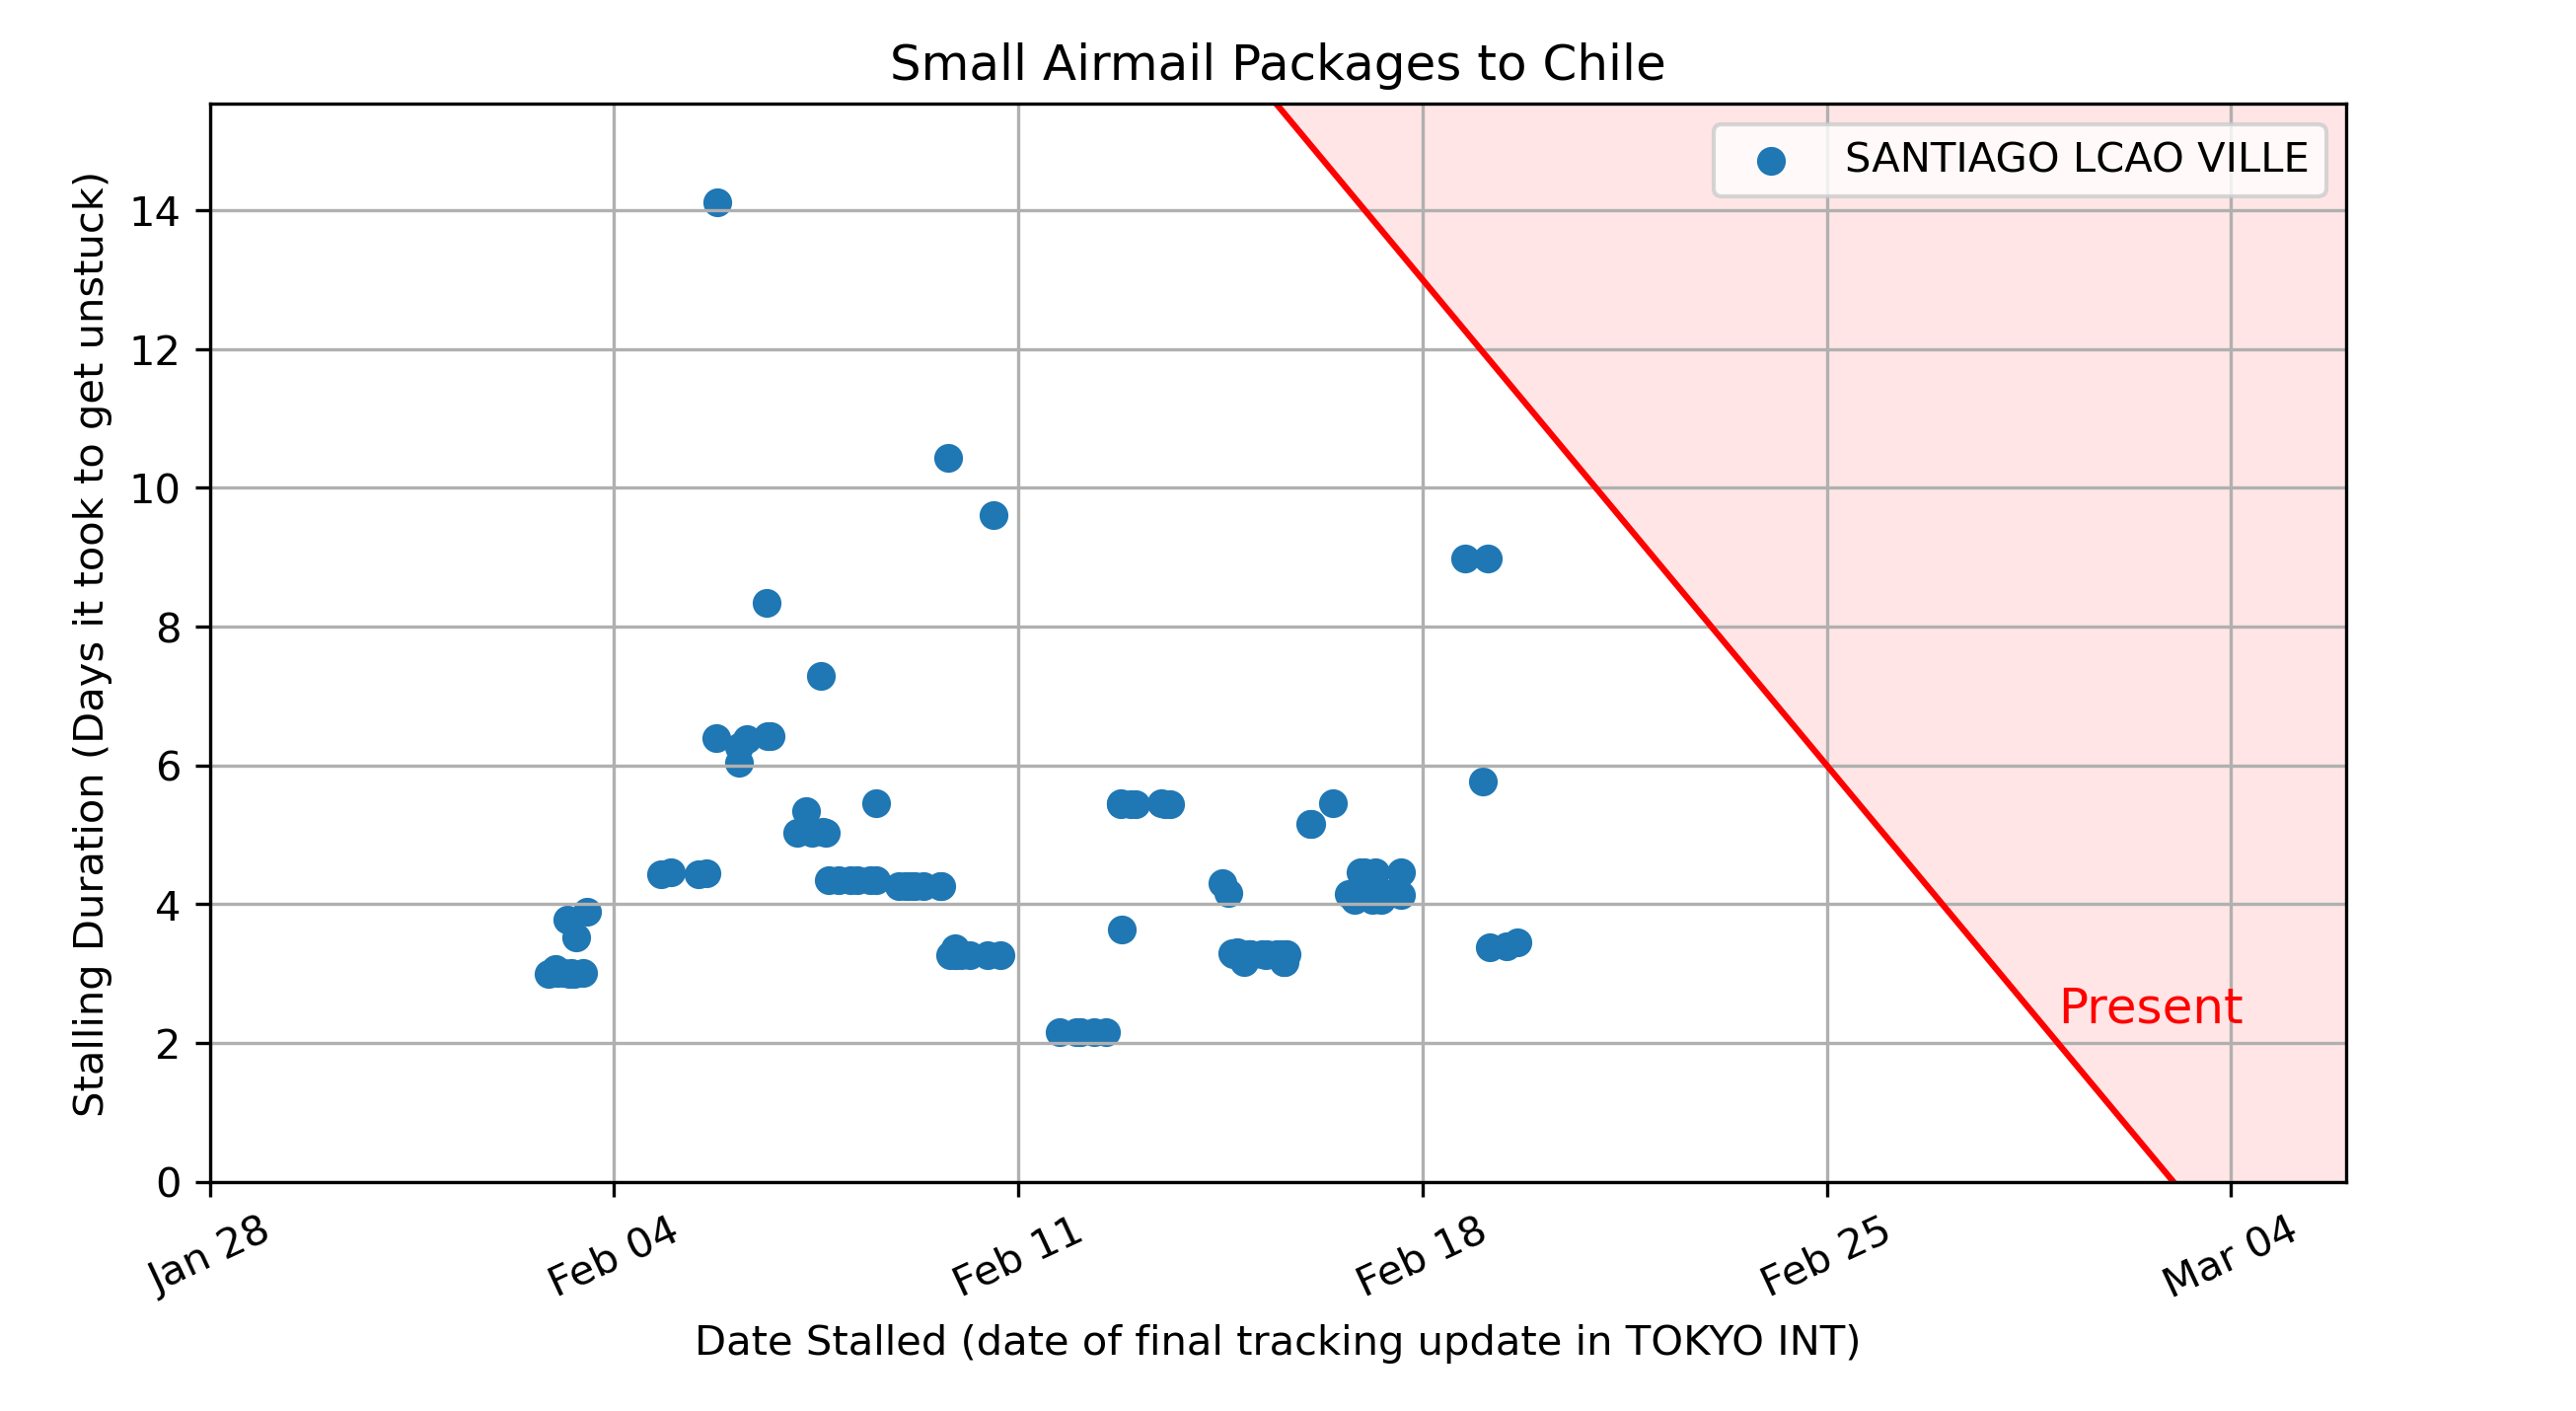 Small Airmail Packages to Chile
SANTIAGO LCAO VILLE
Stalling Duration (Days it took to get unstuck)
14
12
10
8
6
4
2
0
Present
Jan 28
Feb 04
Feb 11
Feb 18
Feb 25
Mar 04
Date Stalled (date of final tracking update in TOKYO INT)